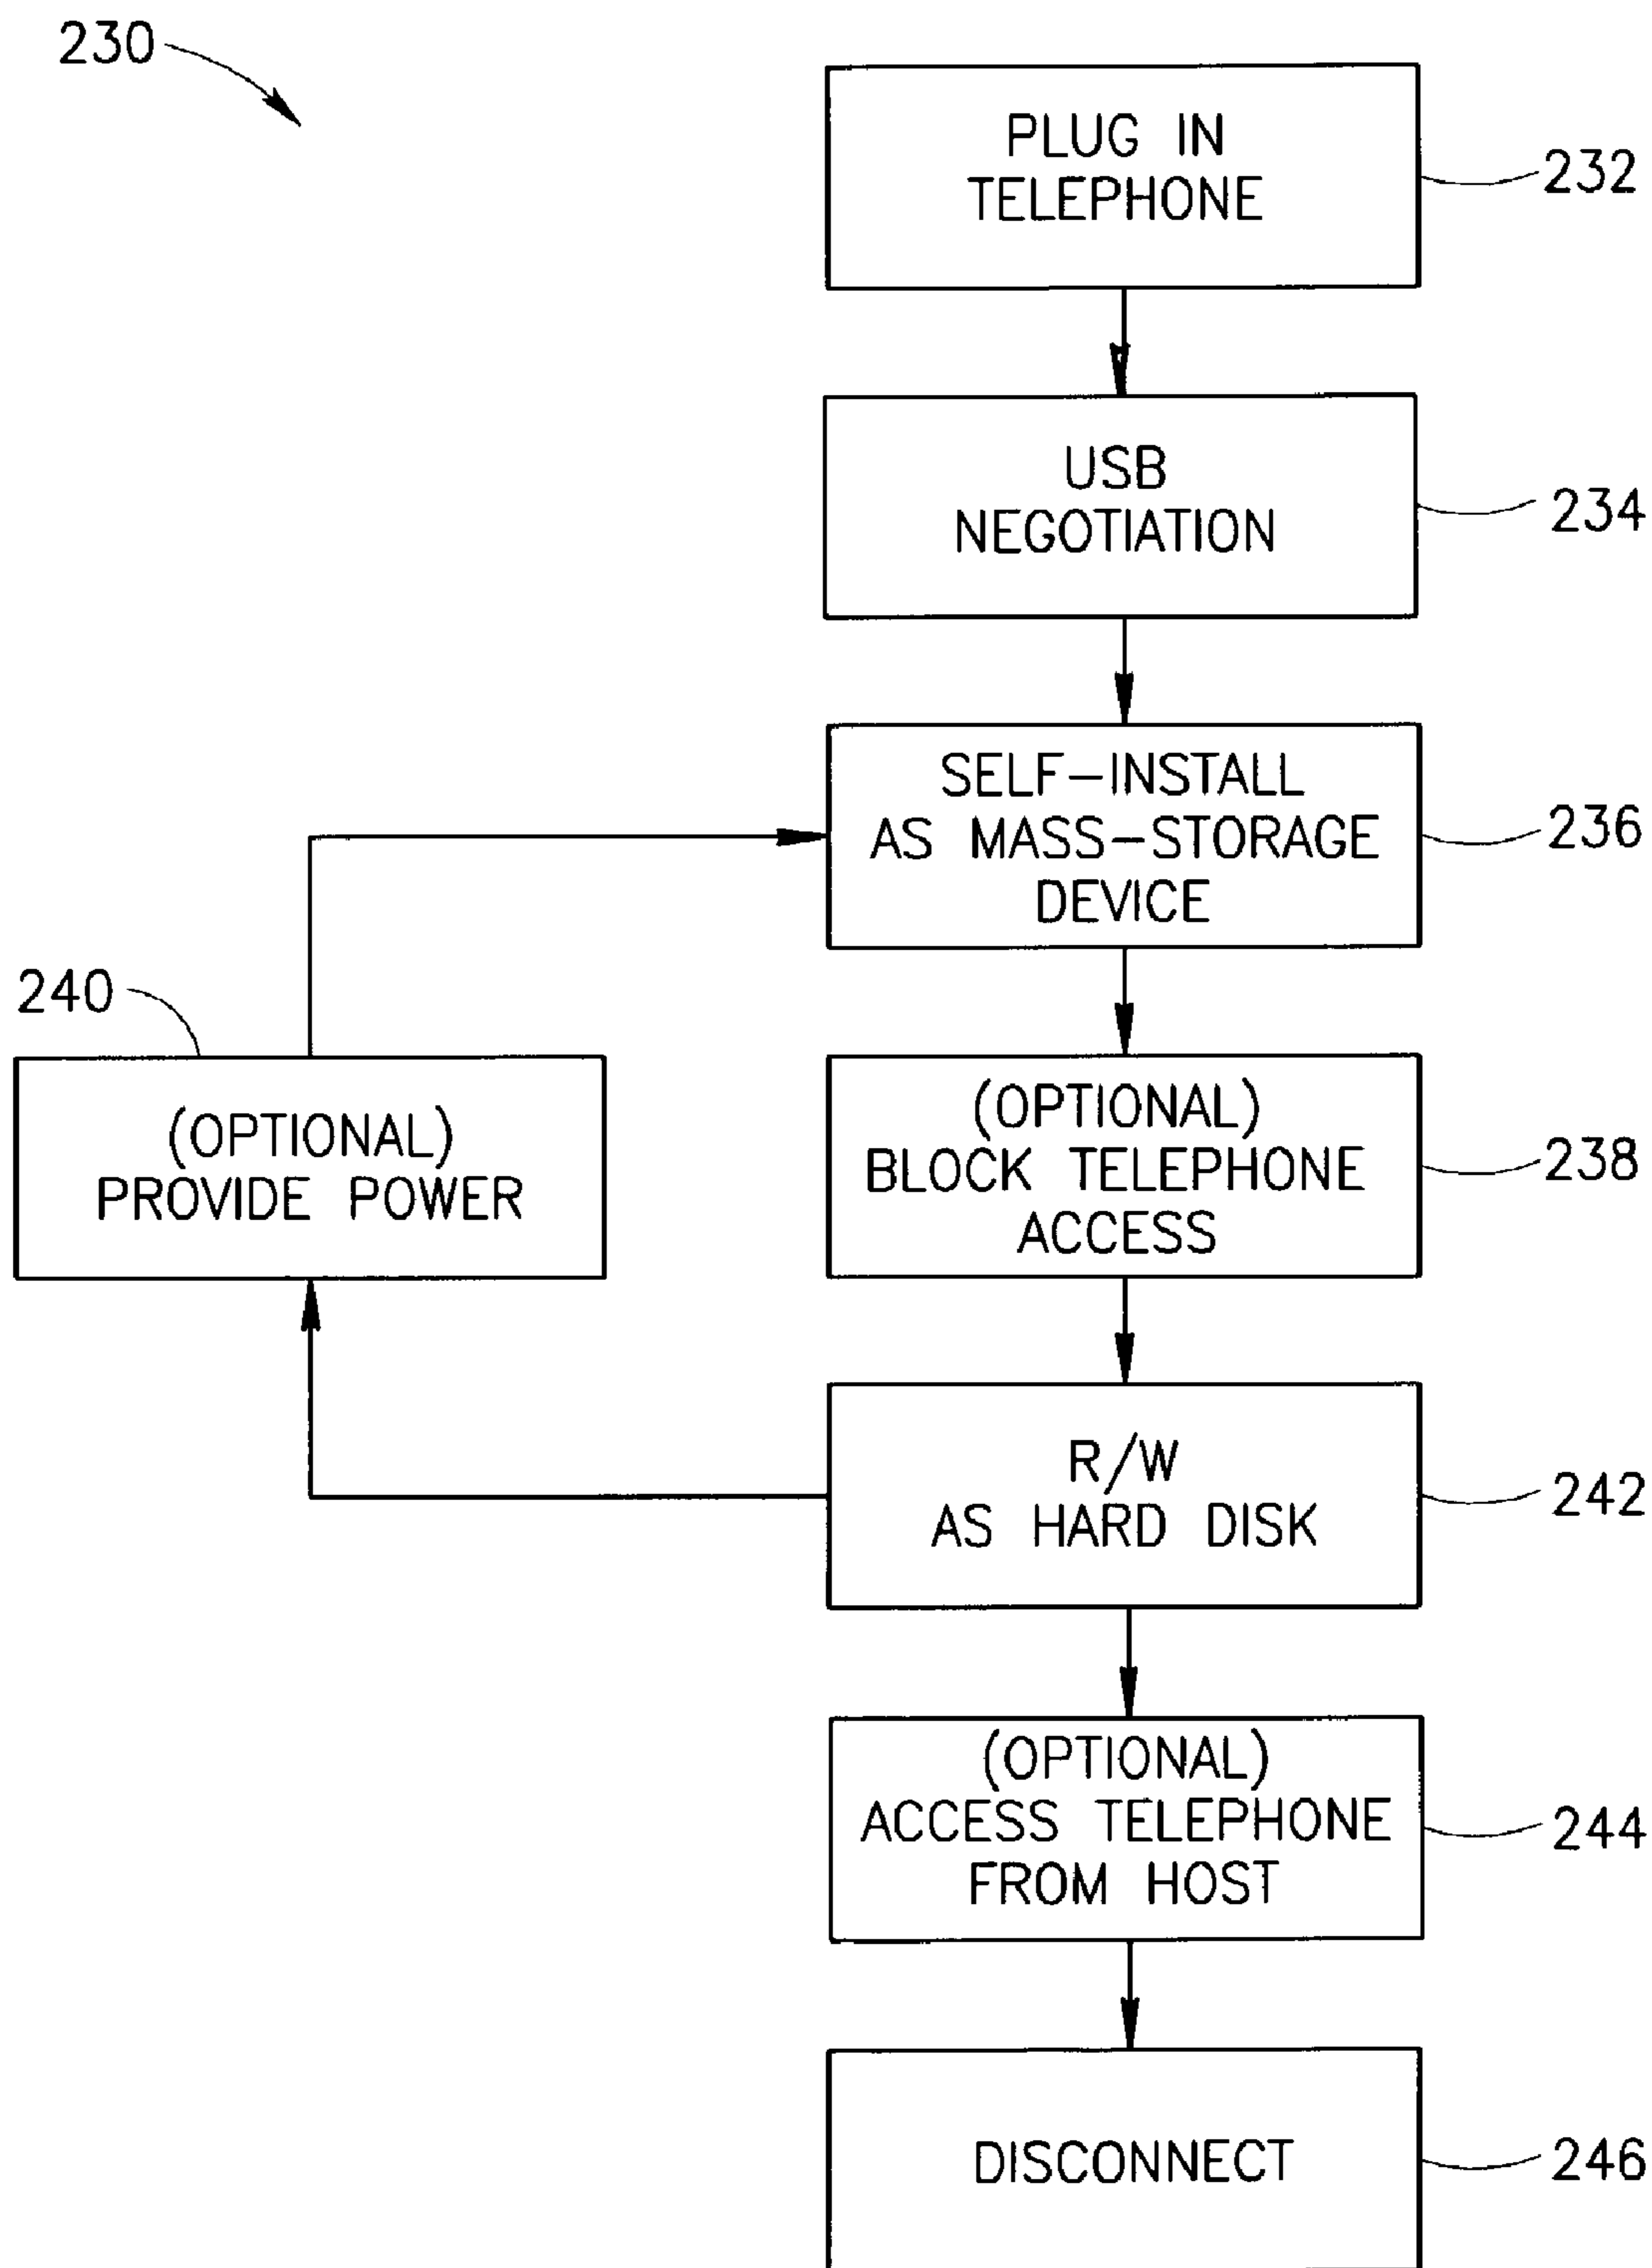 230
PLUG IN
TELEPHONE
232
USB
NEGOTIATION
234
SELF-INSTALL
AS MASS-STORAGE
DEVICE
236
240
(OPTIONAL)
PROVIDE POWER
(OPTIONAL)
BLOCK TELEPHONE
ACCESS
238
R/W
AS HARD DISK
242
(OPTIONAL)
ACCESS TELEPHONE
FROM HOST
244
DISCONNECT
246